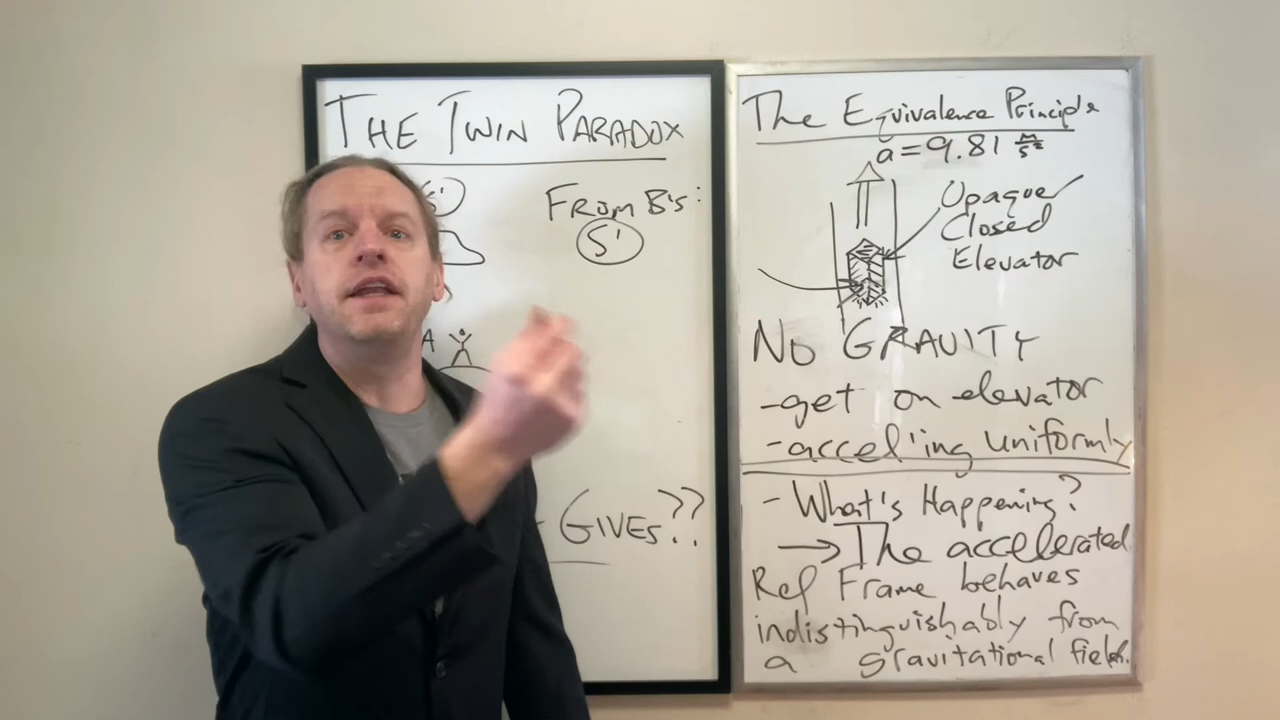 THE TWIN PARADOX
FROM B's:
S'
A
GIVES??
The Equivalence Principle
a=9.81 m/s²
Opaque
Closed
Elevator
NO GRAVITY
-get on elevator
-accel'ing uniformly
- What's Happening?
→ The accelerated
Ref Frame behaves
indistinguishably from
a gravitational field.